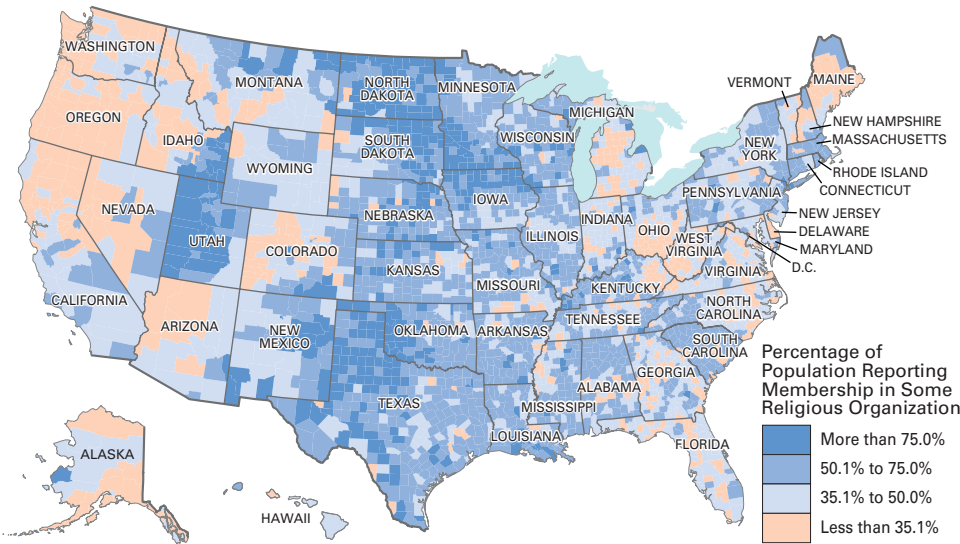 WASHINGTON
OREGON
IDAHO
MONTANA
NORTH
DAKOTA
MINNESOTA
SOUTH
DAKOTA
WYOMING
WISCONSIN
MICHIGAN
VERMONT
MAINE
NEW HAMPSHIRE
MASSACHUSETTS
NEW
YORK
RHODE ISLAND
CONNECTICUT
PENNSYLVANIA
NEW JERSEY
DELAWARE
MARYLAND
D.C.
NEVADA
UTAH
COLORADO
NEBRASKA
IOWA
ILLINOIS
INDIANA
OHIO
WEST
VIRGINIA
VIRGINIA
CALIFORNIA
KANSAS
MISSOURI
KENTUCKY
NORTH
CAROLINA
TENNESSEE
SOUTH
CAROLINA
ARIZONA
NEW
MEXICO
OKLAHOMA
ARKANSAS
GEORGIA
ALABAMA
MISSISSIPPI
TEXAS
LOUISIANA
FLORIDA
ALASKA
HAWAII
Percentage of
Population Reporting
Membership in Some
Religious Organization
More than 75.0%
50.1% to 75.0%
35.1% to 50.0%
Less than 35.1%